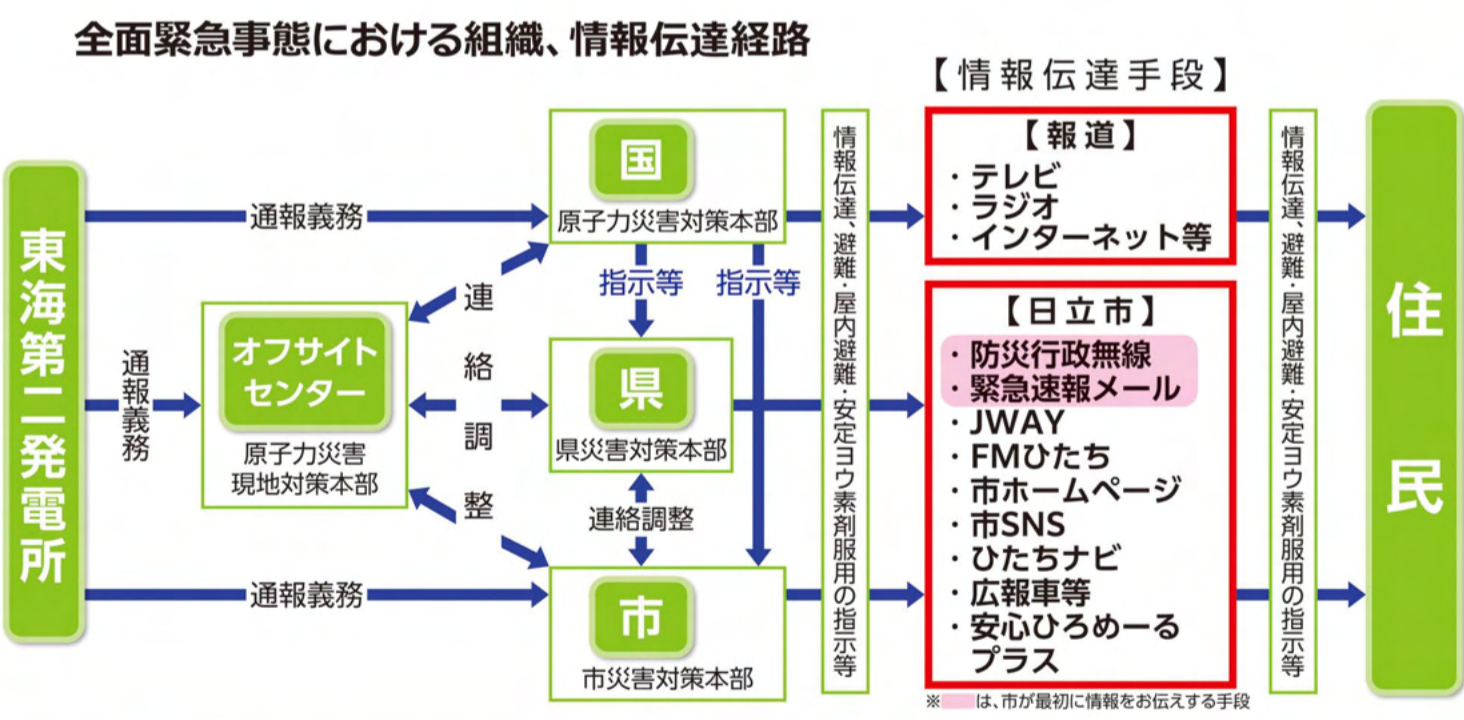 全面緊急事態における組織、情報伝達経路
東海第二発電所
通報義務
通報義務
通報義務
オフサイト
センター
原子力災害
現地対策本部
連絡調整
国
原子力災害対策本部
指示等
指示等
県
県災害対策本部
連絡調整
市
市災害対策本部
情報伝達、避難・屋内避難・安定ヨウ素剤服用の指示等
【情報伝達手段】
【報道】
・テレビ
・ラジオ
・インターネット等
【日立市】
・防災行政無線
・緊急速報メール
・JWAY
・FMひたち
・市ホームページ
・市SNS
・ひたちナビ
・広報車等
・安心ひろめーる
プラス
※　　は、市が最初に情報をお伝えする手段
情報伝達、避難・屋内避難・安定ヨウ素剤服用の指示等
住民